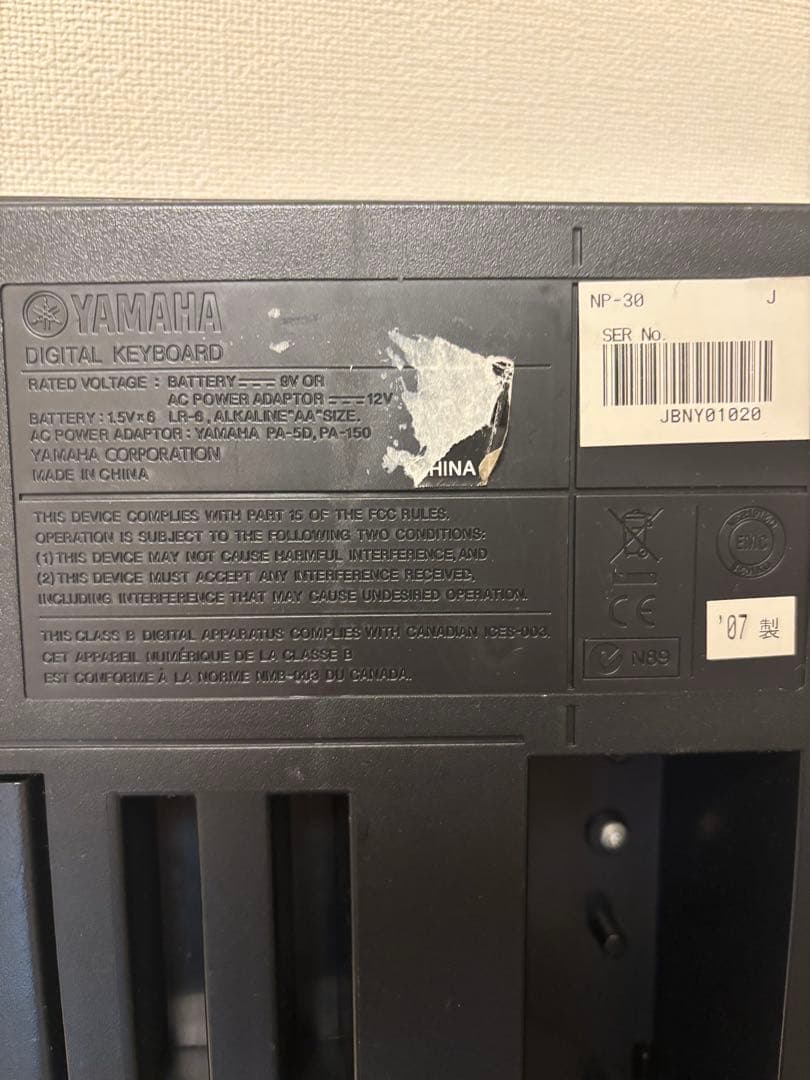 YAMAHA
DIGITAL KEYBOARD
RATED VOLTAGE : BATTERY 9V OR
AC POWER ADAPTOR 12V
BATTERY : 1.5V×6 LR-6, ALKALINE"AA"SIZE.
AC POWER ADAPTOR : YAMAHA PA-5D, PA-150
YAMAHA CORPORATION
MADE IN CHINA
HINA
NP-30 J
SER No.
JBNY01020
THIS DEVICE COMPLIES WITH PART 15 OF THE FCC RULES.
OPERATION IS SUBJECT TO THE FOLLOWING TWO CONDITIONS:
(1) THIS DEVICE MAY NOT CAUSE HARMFUL INTERFERENCE, AND
(2) THIS DEVICE MUST ACCEPT ANY INTERFERENCE RECEIVED,
INCLUDING INTERFERENCE THAT MAY CAUSE UNDESIRED OPERATION.
THIS CLASS B DIGITAL APPARATUS COMPLIES WITH CANADIAN ICES-003.
CET APPAREIL NUMÉRIQUE DE LA CLASSE B
EST CONFORME À LA NORME NMB-003 DU CANADA.
CE
N89
EMC
'07 製